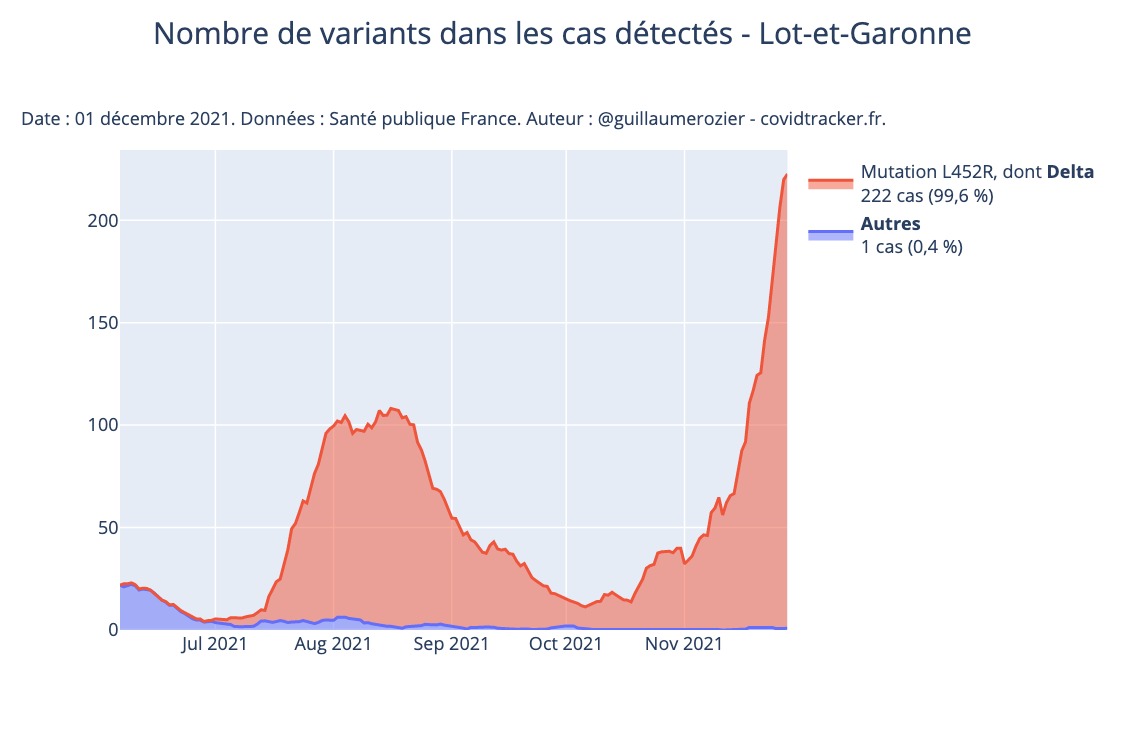 Nombre de variants dans les cas détectés - Lot-et-Garonne
Date : 01 décembre 2021. Données : Santé publique France. Auteur : @guillaumerozier - covidtracker.fr.
Mutation L452R, dont Delta
222 cas (99,6 %)
Autres
1 cas (0,4 %)
200
150
100
50
0
Jul 2021 Aug 2021 Sep 2021 Oct 2021 Nov 2021